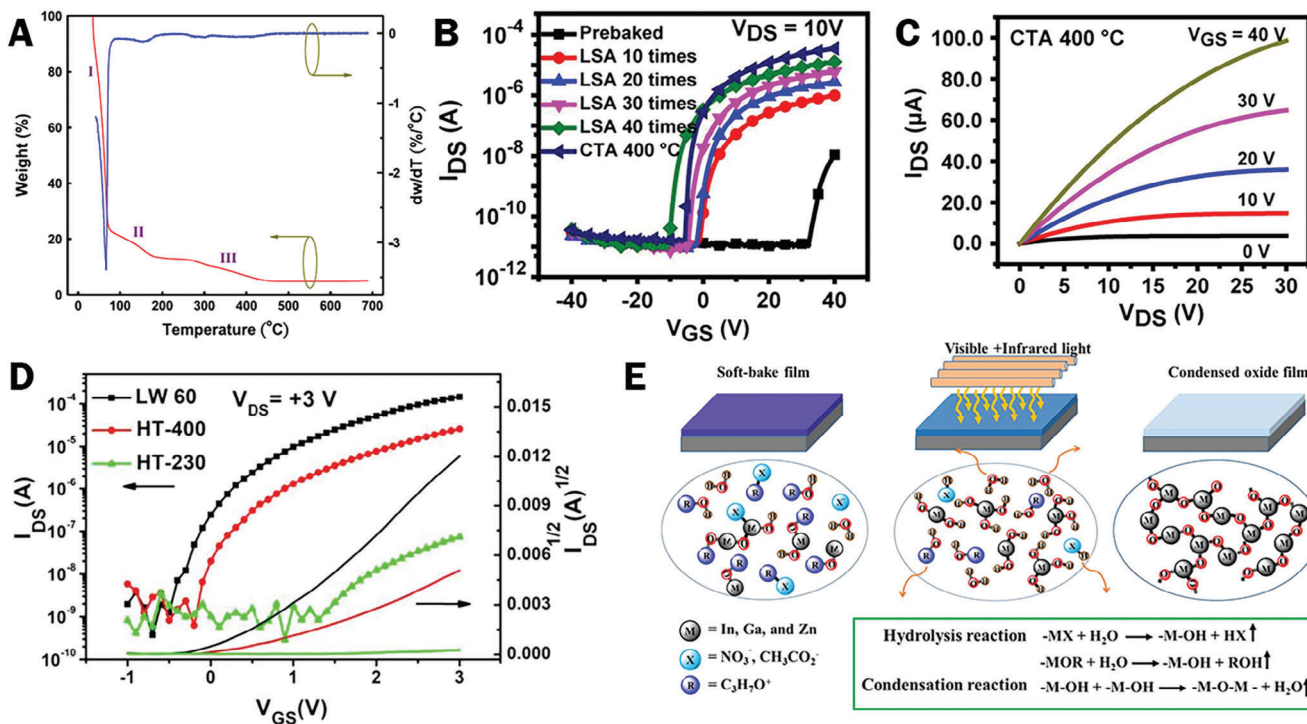 A
I
II
III
Weight (%)
100
80
60
40
20
0
0
-1
-2
-3
dw/dT (%/°C)
0 100 200 300 400 500 600 700
Temperature (°C)
B
Prebaked
LSA 10 times
LSA 20 times
LSA 30 times
LSA 40 times
CTA 400 °C
V_DS = 10V
I_DS (A)
10⁻⁴
10⁻⁶
10⁻⁸
10⁻¹⁰
10⁻¹²
-40 -20 0 20 40
V_GS (V)
C
CTA 400 °C
V_GS = 40 V
30 V
20 V
10 V
0 V
I_DS (µA)
100.0
80.0
60.0
40.0
20.0
0.0
0 5 10 15 20 25 30
V_DS (V)
D
LW 60
HT-400
HT-230
V_DS= +3 V
I_DS(A)
10⁻⁴
10⁻⁵
10⁻⁶
10⁻⁷
10⁻⁸
10⁻⁹
10⁻¹⁰
0.015
0.012
0.009
0.006
0.003
0.000
I_DS^1/2(A)^1/2
-1 0 1 2 3
V_GS(V)
E
Visible +Infrared light
Soft-bake film
Condensed oxide film
M = In, Ga, and Zn
X = NO₃⁻, CH₃CO₂⁻
R = C₃H₇O⁺
Hydrolysis reaction -MX + H₂O → -M-OH + HX↑
-MOR + H₂O → -M-OH + ROH↑
Condensation reaction -M-OH + -M-OH → -M-O-M - + H₂O↑